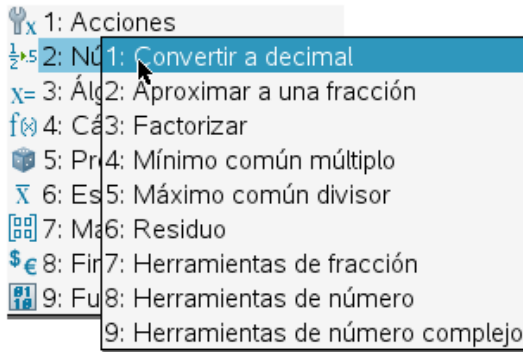 1: Acciones
2: Nú
3: Álg
4: Cá
5: Pr
6: Es
7: Ma
8: Fin
9: Fu
1: Convertir a decimal
2: Aproximar a una fracción
3: Factorizar
4: Mínimo común múltiplo
5: Máximo común divisor
6: Residuo
7: Herramientas de fracción
8: Herramientas de número
9: Herramientas de número complejo